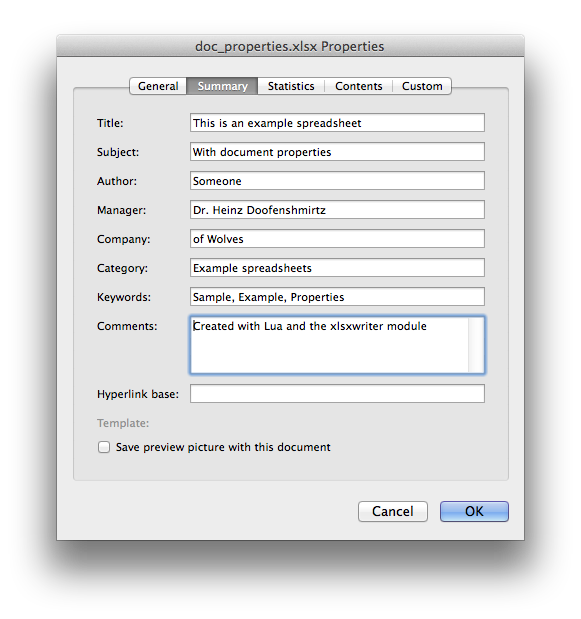 doc_properties.xlsx Properties
General Summary Statistics Contents Custom
Title: This is an example spreadsheet
Subject: With document properties
Author: Someone
Manager: Dr. Heinz Doofenshmirtz
Company: of Wolves
Category: Example spreadsheets
Keywords: Sample, Example, Properties
Comments: Created with Lua and the xlsxwriter module
Hyperlink base:
Template:
Save preview picture with this document
Cancel OK